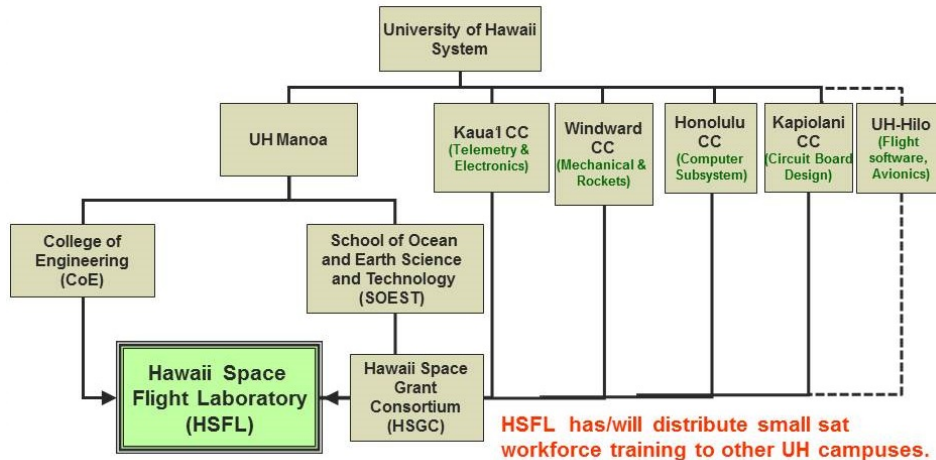 University of Hawaii
System
UH Manoa
Kaua1 CC
(Telemetry &
Electronics)
Windward
CC
(Mechanical &
Rockets)
Honolulu
CC
(Computer
Subsystem)
Kapiolani
CC
(Circuit Board
Design)
UH-Hilo
(Flight
software,
Avionics)
College of
Engineering
(CoE)
School of Ocean
and Earth Science
and Technology
(SOEST)
Hawaii Space
Flight Laboratory
(HSFL)
Hawaii Space
Grant
Consortium
(HSGC)
HSFL has/will distribute small sat
workforce training to other UH campuses.